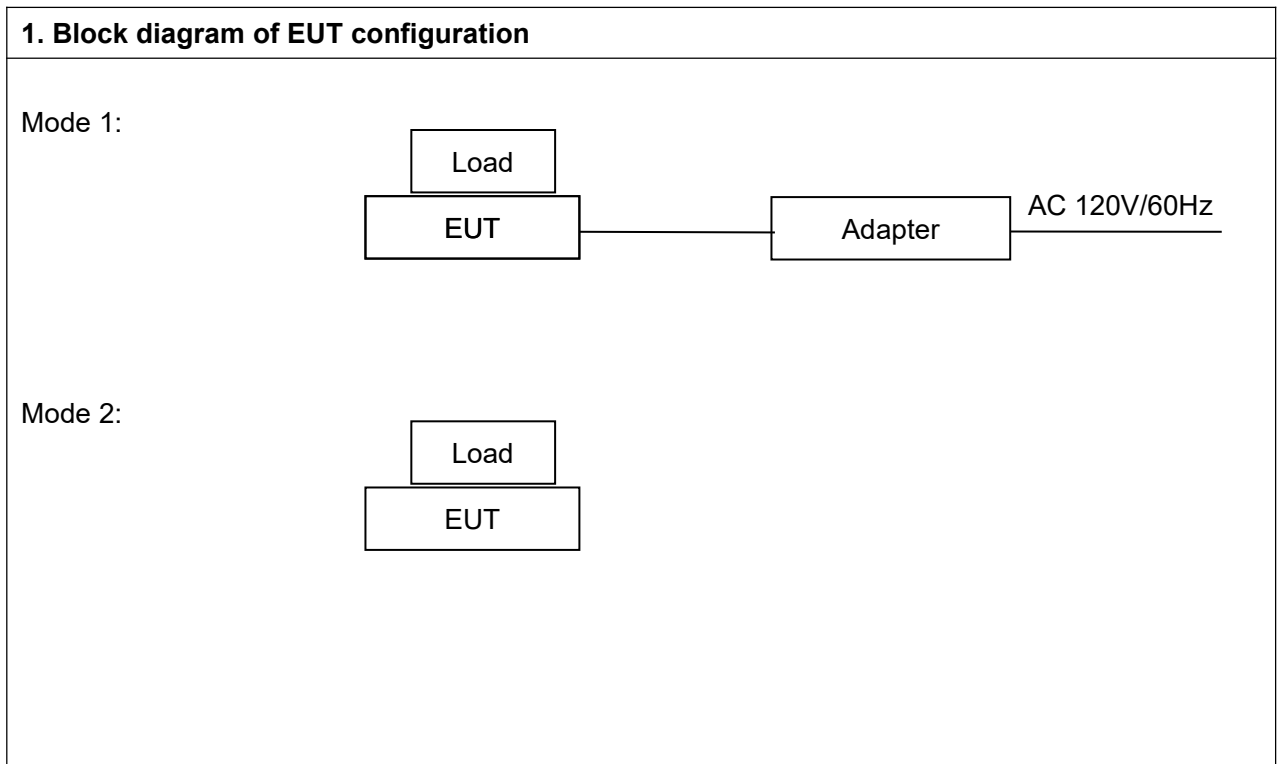 1. Block diagram of EUT configuration
Mode 1:
Load
EUT
Adapter
AC 120V/60Hz
Mode 2:
Load
EUT